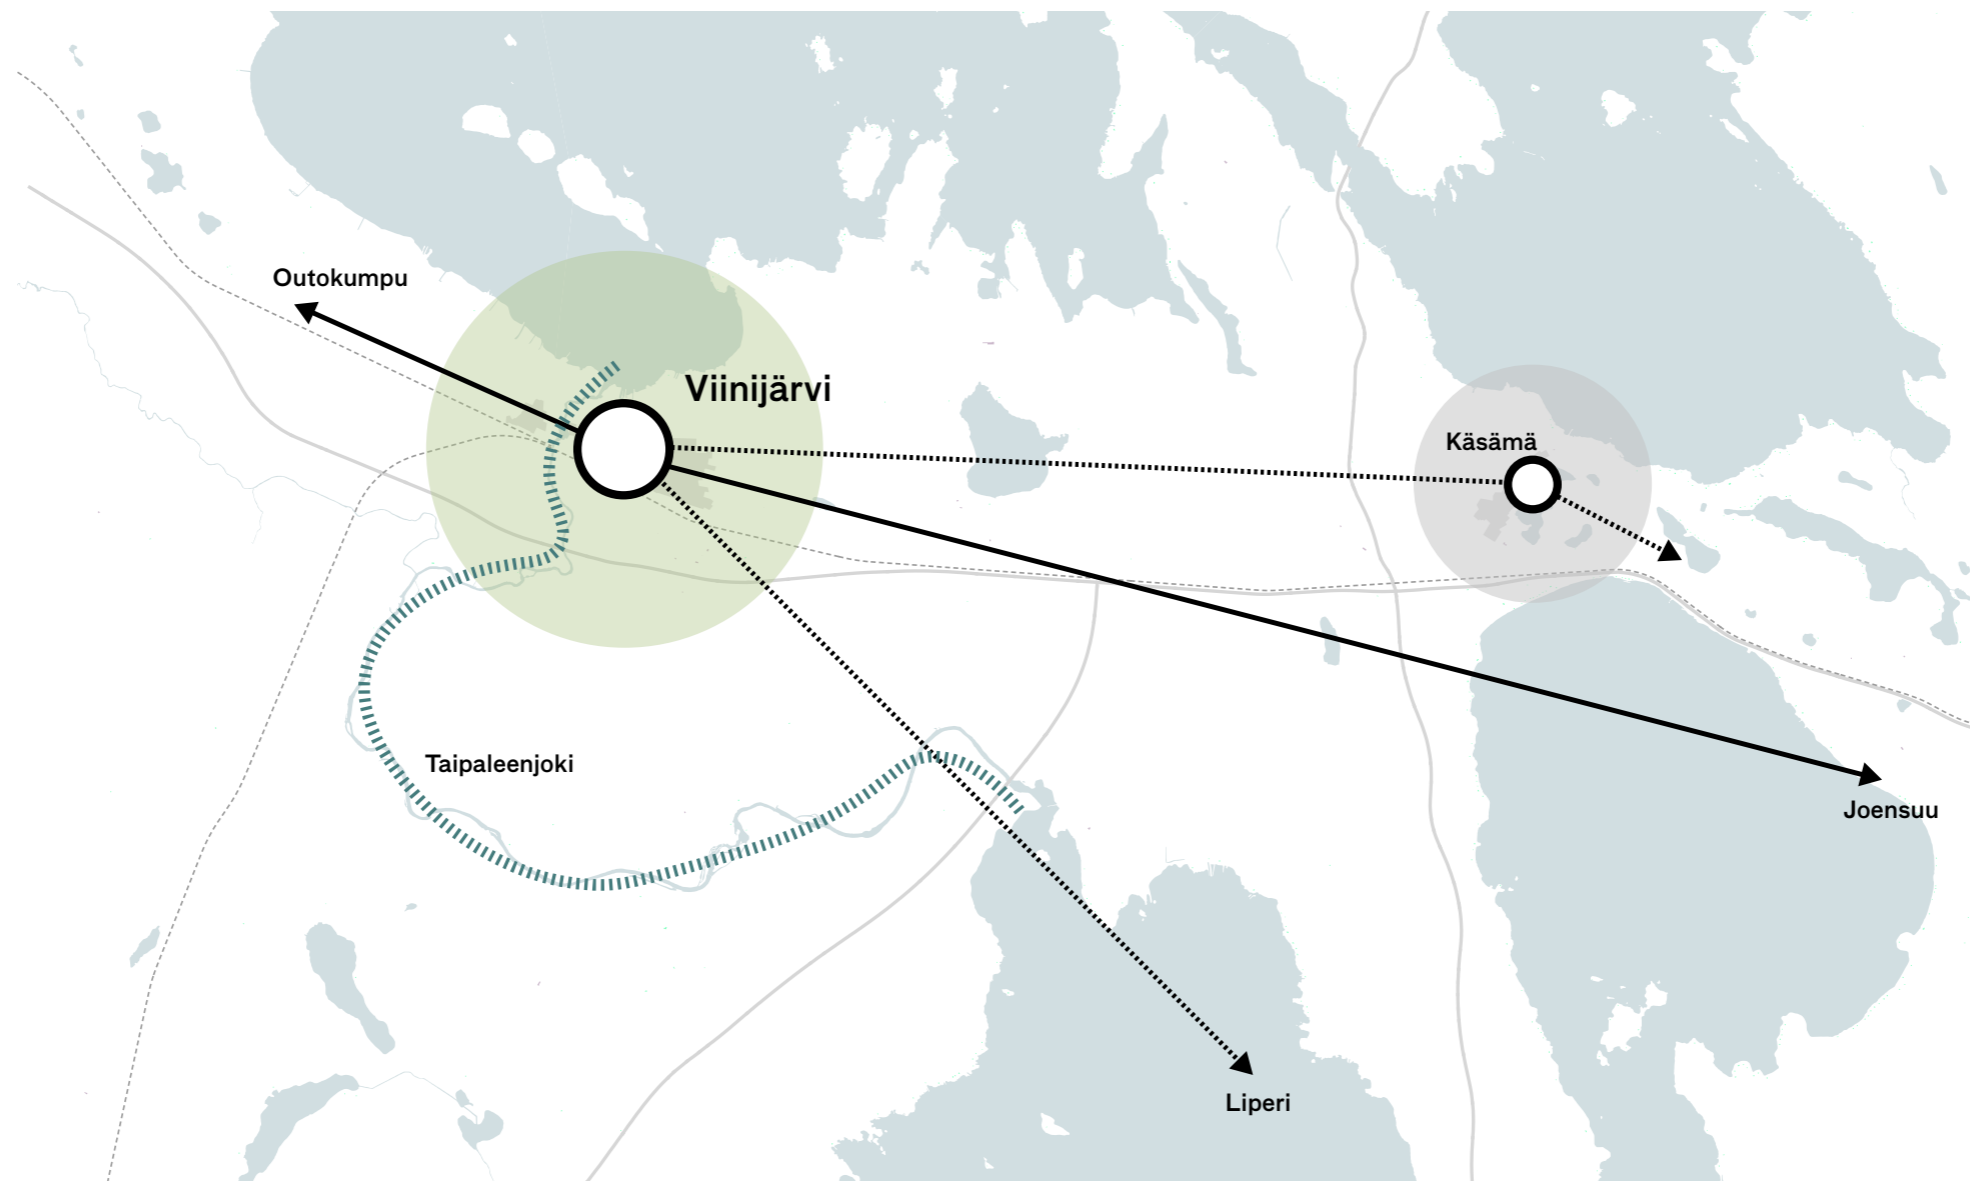 Outokumpu
Viinijärvi
Käsämä
Taipaleenjoki
Joensuu
Liperi